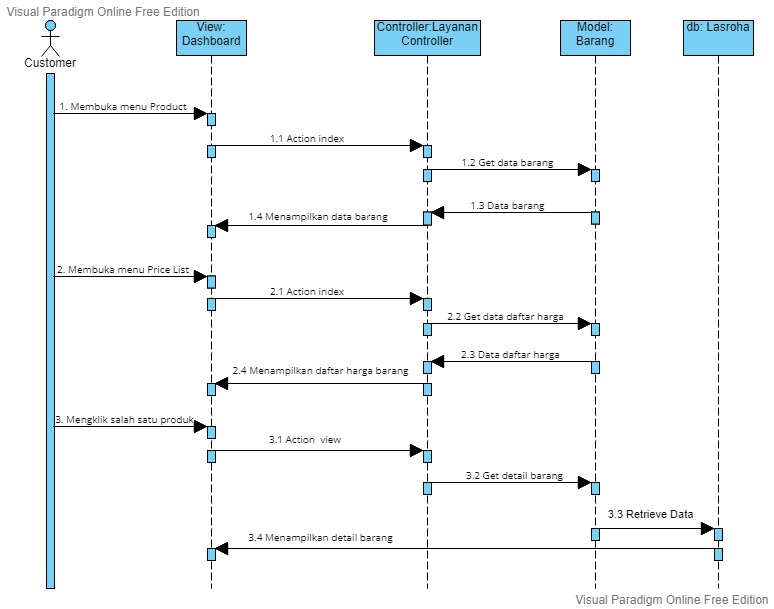 Visual Paradigm Online Free Edition
View:
Dashboard
Controller:Layanan
Controller
Model:
Barang
db: Lasroha
Customer
1. Membuka menu Product
1.1 Action index
1.2 Get data barang
1.3 Data barang
1.4 Menampilkan data barang
2. Membuka menu Price List
2.1 Action index
2.2 Get data daftar harga
2.3 Data daftar harga
2.4 Menampilkan daftar harga barang
3. Mengklik salah satu produk
3.1 Action view
3.2 Get detail barang
3.3 Retrieve Data
3.4 Menampilkan detail barang
Visual Paradigm Online Free Edition